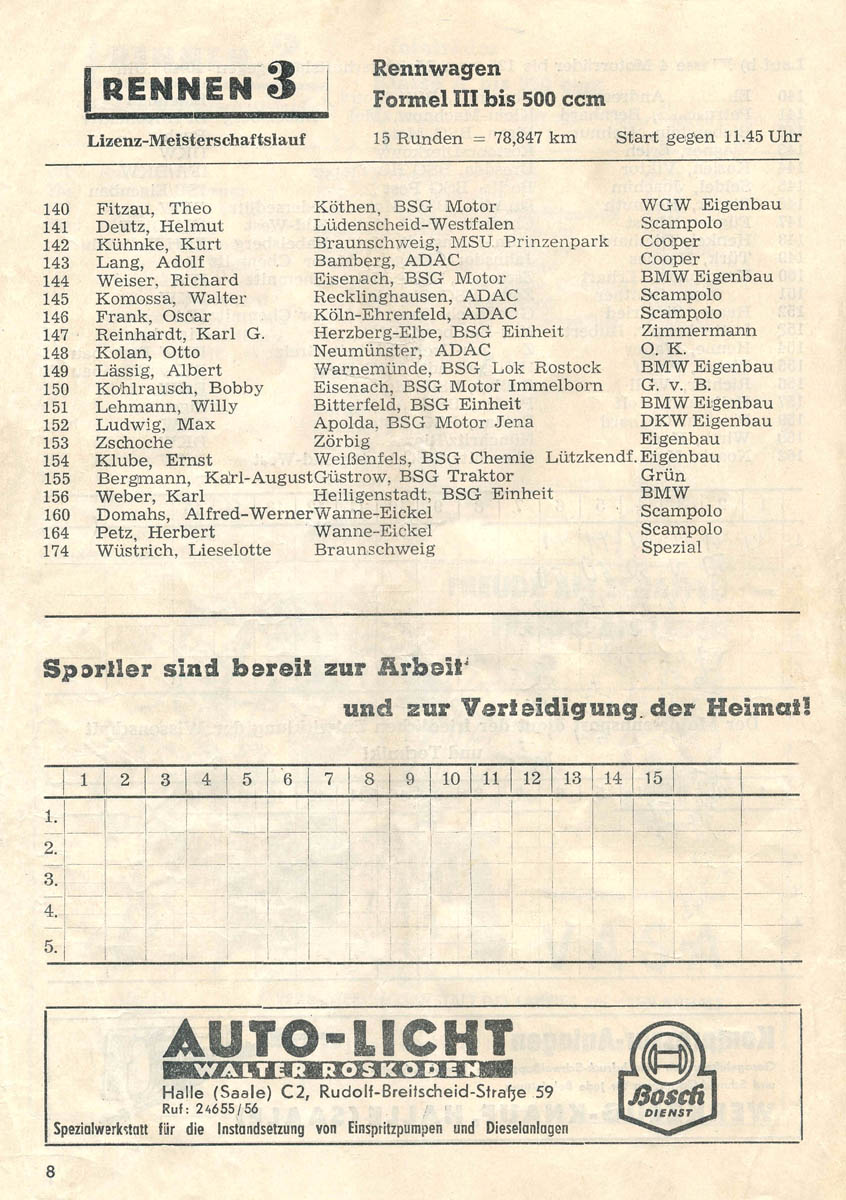 RENNEN 3
Rennwagen
Formel III bis 500 ccm
Lizenz-Meisterschaftslauf 15 Runden = 78,847 km Start gegen 11.45 Uhr
140 Fitzau, Theo Köthen, BSG Motor WGW Eigenbau
141 Deutz, Helmut Lüdenscheid-Westfalen Scampolo
142 Kühnke, Kurt Braunschweig, MSU Prinzenpark Cooper
143 Lang, Adolf Bamberg, ADAC Cooper
144 Weiser, Richard Eisenach, BSG Motor BMW Eigenbau
145 Komossa, Walter Recklinghausen, ADAC Scampolo
146 Frank, Oscar Köln-Ehrenfeld, ADAC Scampolo
147 Reinhardt, Karl G. Herzberg-Elbe, BSG Einheit Zimmermann
148 Kolan, Otto Neumünster, ADAC O. K.
149 Lässig, Albert Warnemünde, BSG Lok Rostock BMW Eigenbau
150 Kohlrausch, Bobby Eisenach, BSG Motor Immelborn G. v. B.
151 Lehmann, Willy Bitterfeld, BSG Einheit BMW Eigenbau
152 Ludwig, Max Apolda, BSG Motor Jena DKW Eigenbau
153 Zschoche Zörbig Eigenbau
154 Klube, Ernst Weißenfels, BSG Chemie Lützkendf. Eigenbau
155 Bergmann, Karl-August Güstrow, BSG Traktor Grün
156 Weber, Karl Heiligenstadt, BSG Einheit BMW
160 Domahs, Alfred-Werner Wanne-Eickel Scampolo
164 Petz, Herbert Wanne-Eickel Scampolo
174 Wüstrich, Lieselotte Braunschweig Spezial
Sportler sind bereit zur Arbeit
und zur Verteidigung der Heimat!
1 2 3 4 5 6 7 8 9 10 11 12 13 14 15
1.
2.
3.
4.
5.
AUTO-LICHT
WALTER ROSKODEN
Halle (Saale) C2, Rudolf-Breitscheid-Straße 59
Ruf: 24655/56
Spezialwerkstatt für die Instandsetzung von Einspritzpumpen und Dieselanlagen
Bosch
DIENST
8